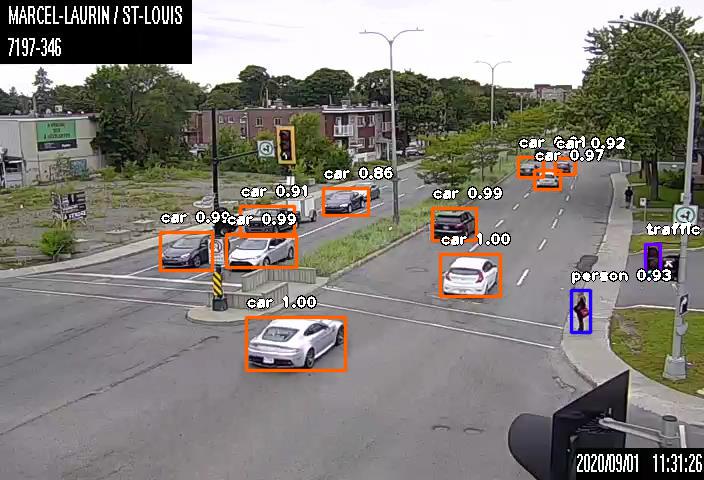 MARCEL-LAURIN / ST-LOUIS
7197-346
car 0.92
car 0.97
car 0.86
car 0.91
car 0.99
car 0.99
car 0.99
car 1.00
traffic
person 0.93
car 1.00
2020/09/01 11:31:26